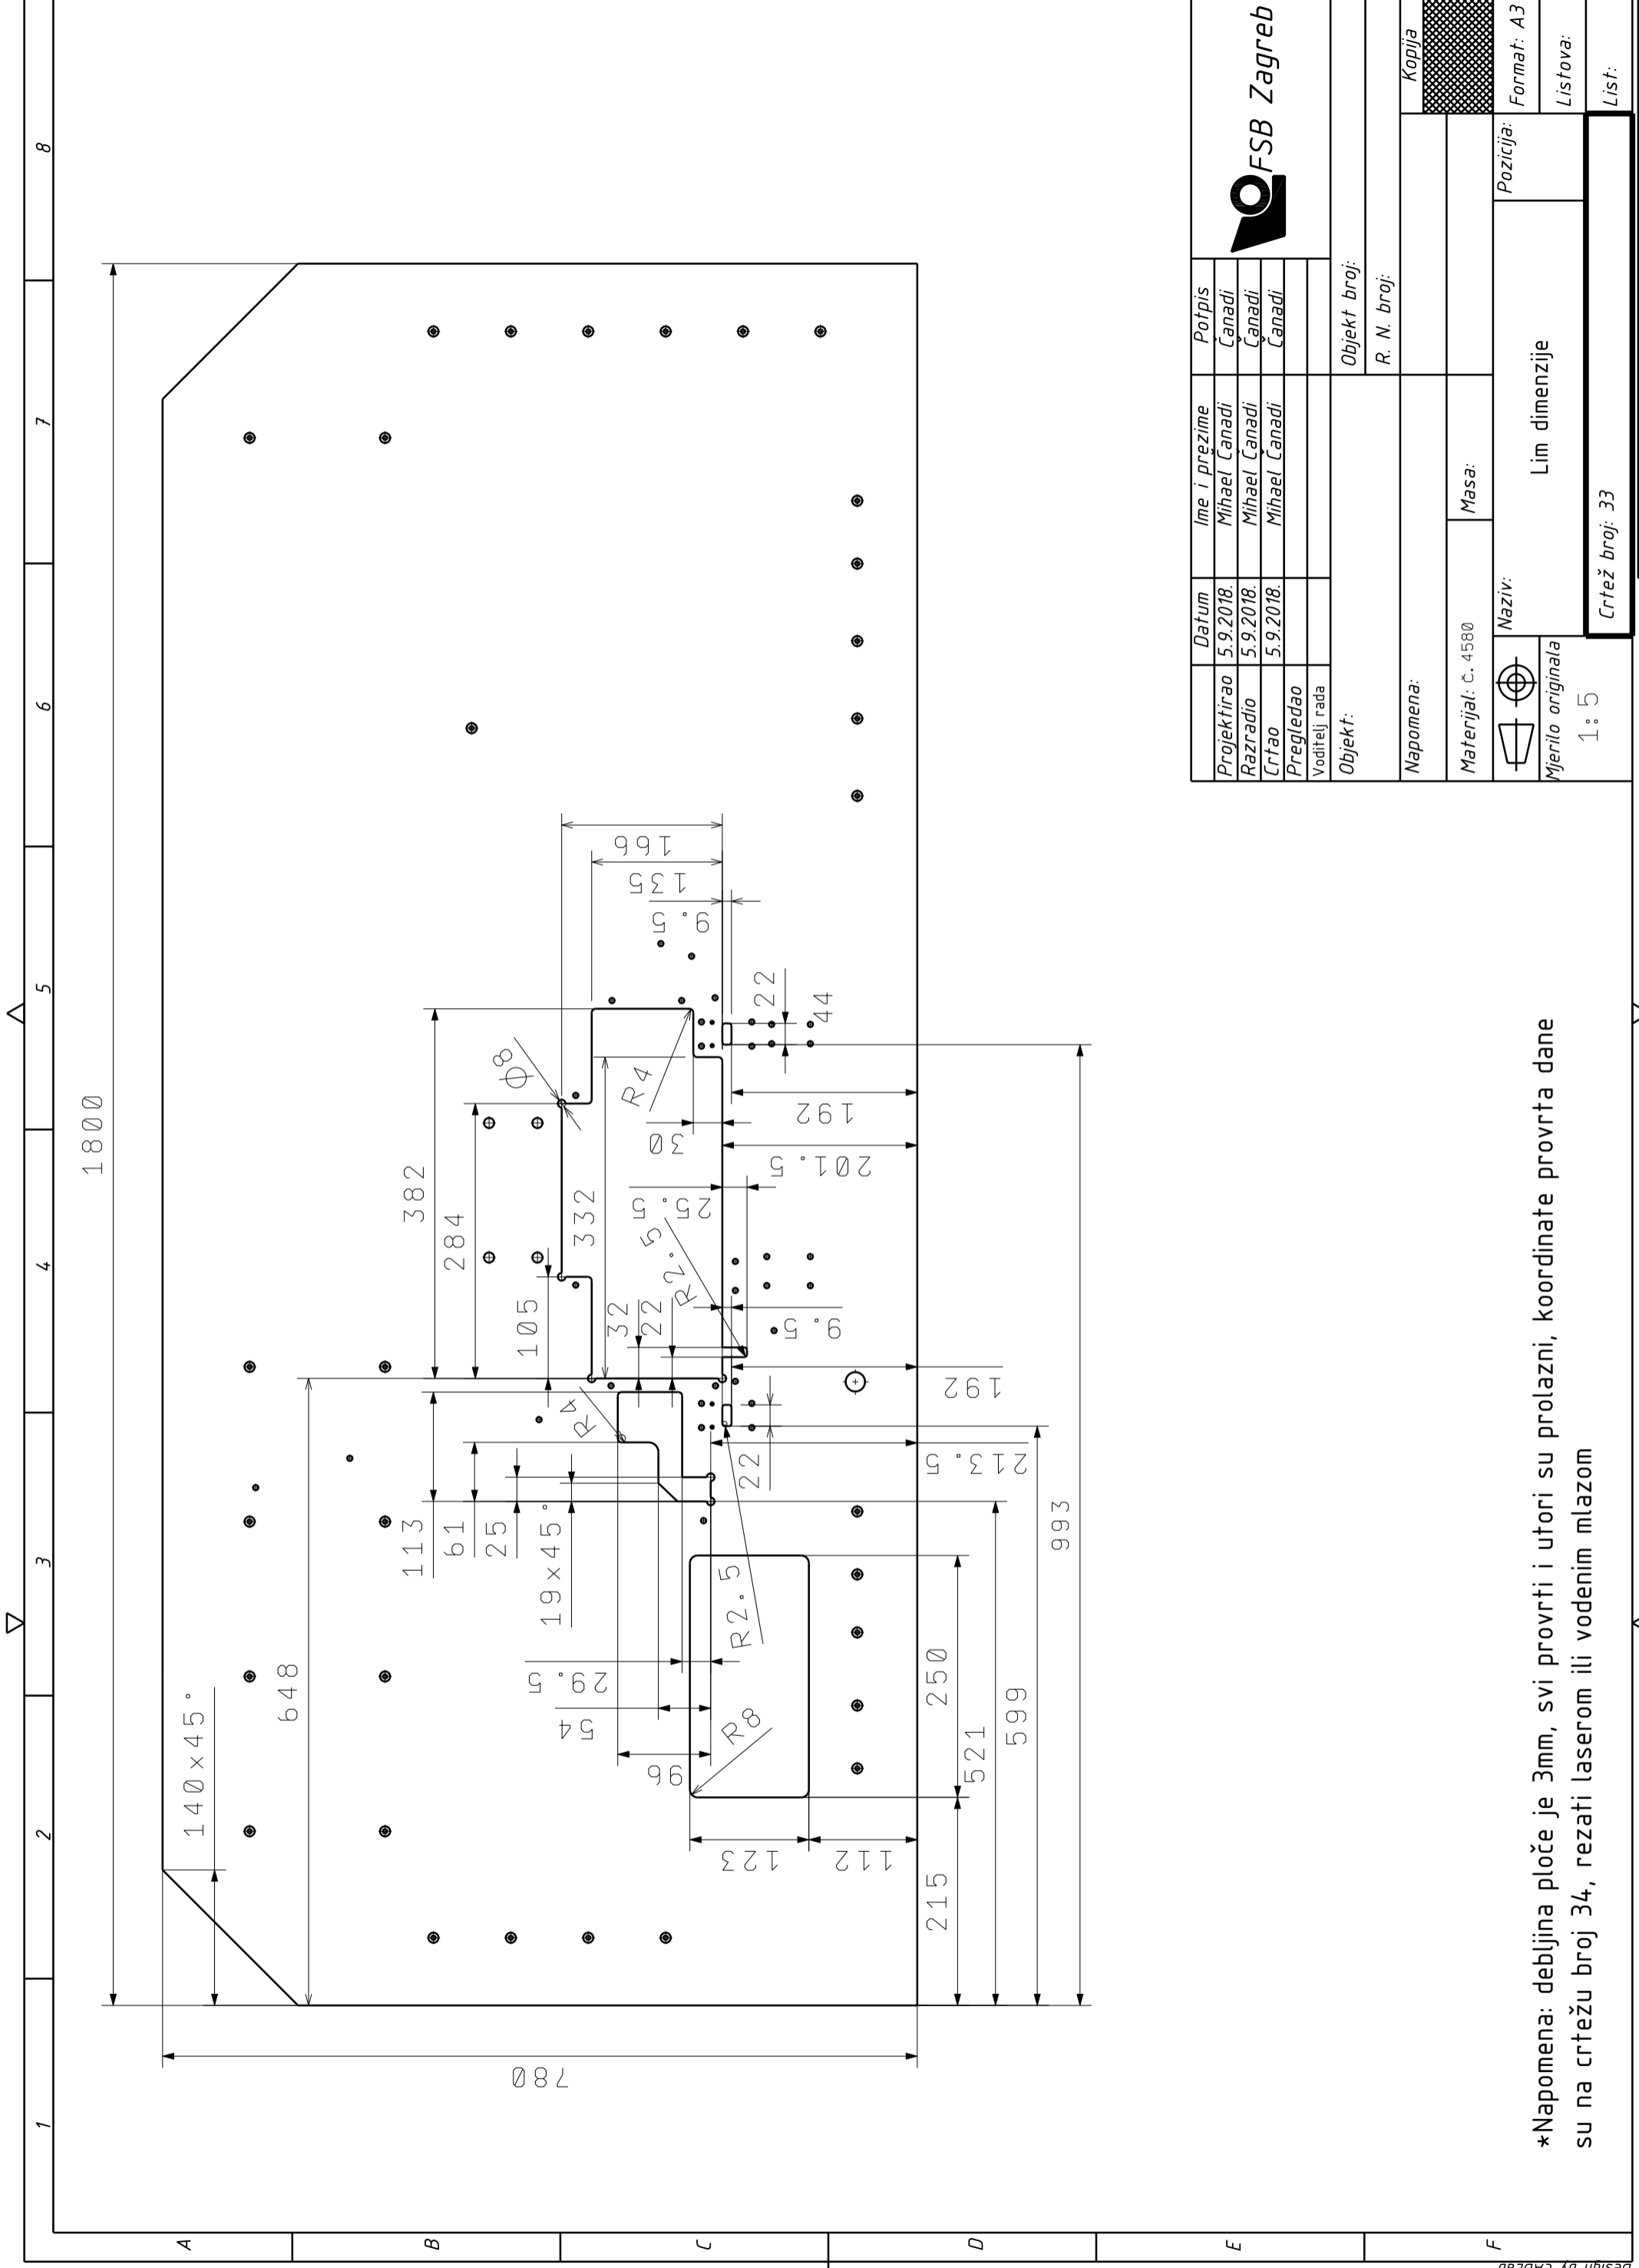 1 2 3 4 5 6 7 8
A
B
C
D
E
F
1800
140x45°
648
780
382
284
105
113
61
25
19x45°
Φ8
166
135
9.5
22
44
R4
30
332
192
201.5
25.5
R2.5
32
22
9.5
R4
192
213.5
22
R2.5
29.5
54
96
R8
123
112
215
250
521
599
993
*Napomena: debljina ploče je 3mm, svi provrti i utori su prolazni, koordinate provrta dane
su na crtežu broj 34, rezati laserom ili vodenim mlazom
Datum Ime i prezime Potpis
Projektirao 5.9.2018. Mihael Čanadi Čanadi
Razradio 5.9.2018. Mihael Čanadi Čanadi
Crtao 5.9.2018. Mihael Čanadi Čanadi
Pregledao
Voditelj rada
FSB Zagreb
Objekt: Objekt broj:
R. N. broj:
Napomena: Kopija
Materijal: Č. 4580 Masa:
Naziv: Pozicija: Format: A3
Lim dimenzije
Mjerilo originala Listova:
1:5
Crtež broj: 33 List:
Design by CADLab